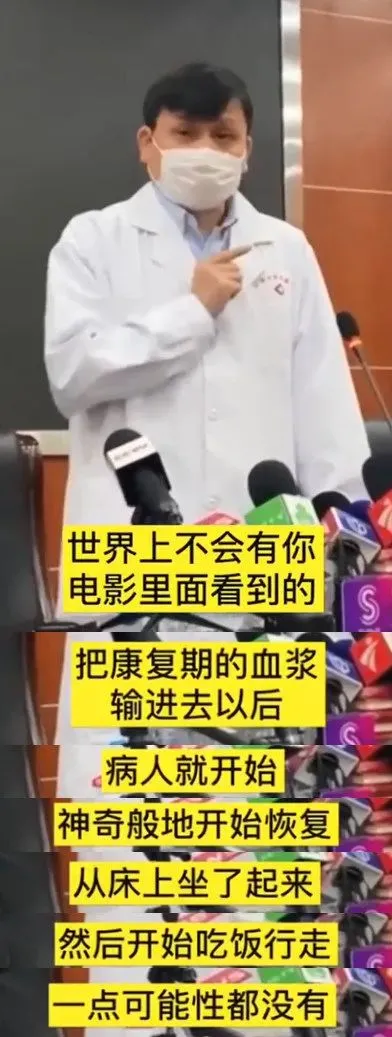 世界上不会有你
电影里面看到的
把康复期的血浆
输进去以后
病人就开始
神奇般地开始恢复
从床上坐了起来
然后开始吃饭行走
一点可能性都没有